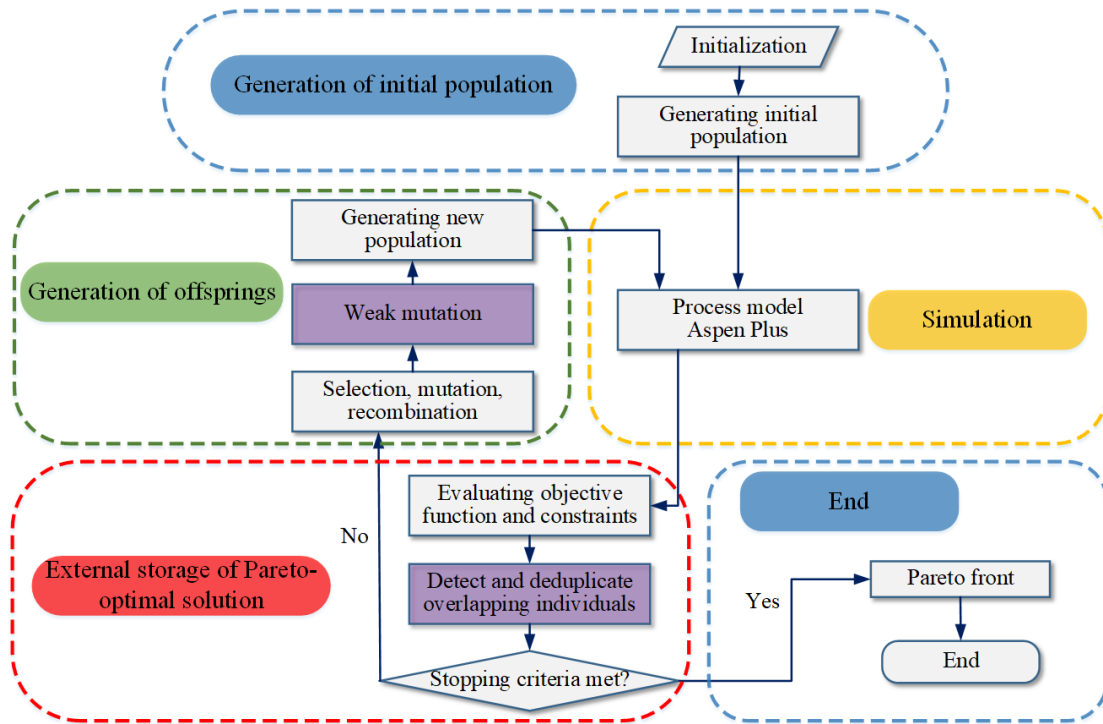 Initialization
Generation of initial population
Generating initial
population
Generating new
population
Generation of offsprings
Weak mutation
Process model
Aspen Plus
Simulation
Selection, mutation,
recombination
Evaluating objective
function and constraints
End
No
External storage of Pareto-
optimal solution
Detect and deduplicate
overlapping individuals
Yes
Pareto front
Stopping criteria met?
End